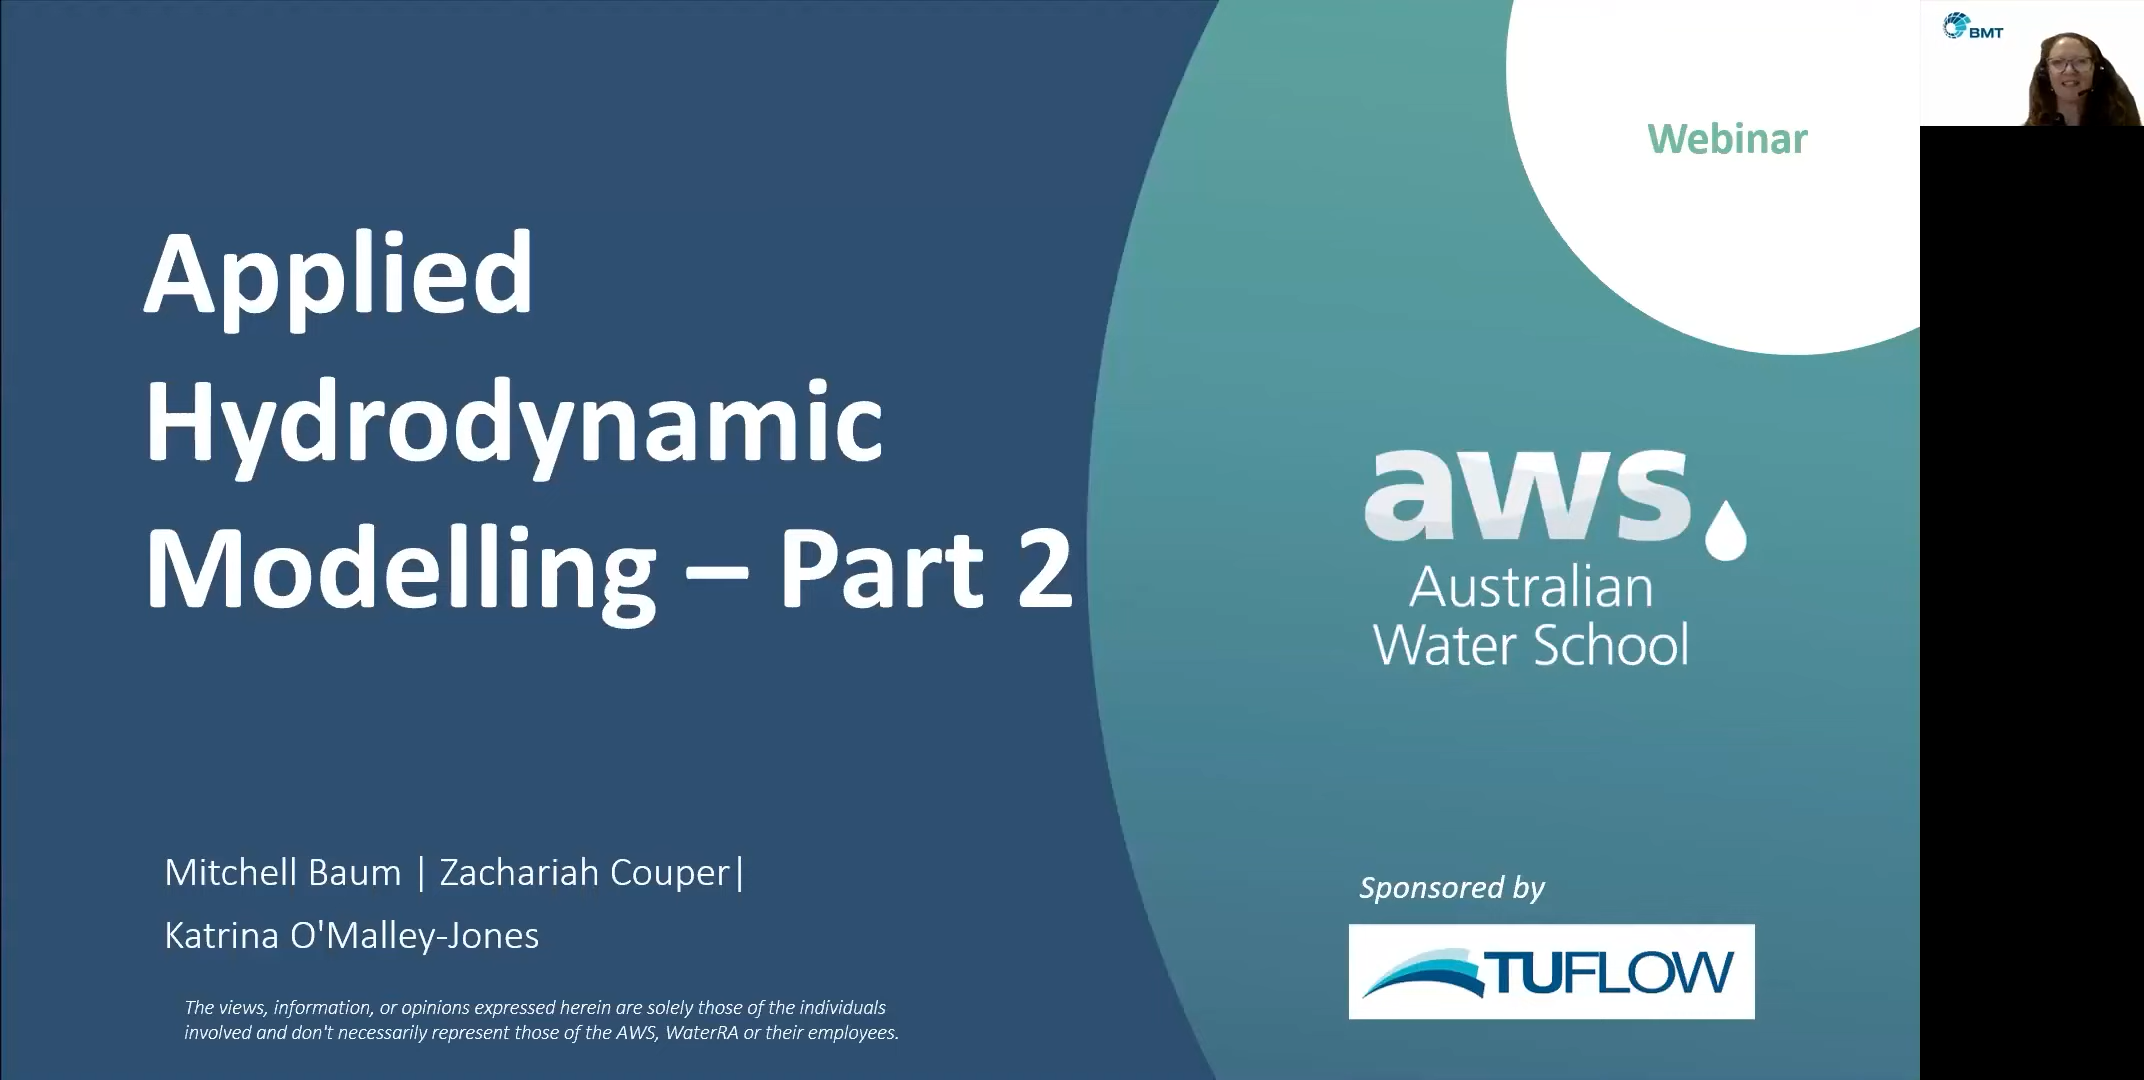 Applied
Hydrodynamic
Modelling – Part 2
Mitchell Baum | Zachariah Couper|
Katrina O'Malley-Jones
The views, information, or opinions expressed herein are solely those of the individuals
involved and don't necessarily represent those of the AWS, WaterRA or their employees.
Webinar
aws
Australian
Water School
Sponsored by
TUFLOW
BMT